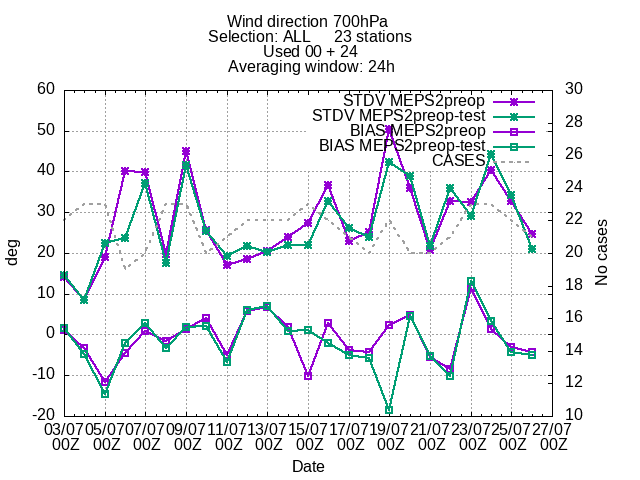 Wind direction 700hPa
Selection: ALL 23 stations
Used 00 + 24
Averaging window: 24h
STDV MEPS2preop
STDV MEPS2preop-test
BIAS MEPS2preop
BIAS MEPS2preop-test
CASES
60
50
40
30
20
10
0
-10
-20
deg
30
28
26
24
22
20
18
16
14
12
10
No cases
03/07 05/07 07/07 09/07 11/07 13/07 15/07 17/07 19/07 21/07 23/07 25/07 27/07
00Z 00Z 00Z 00Z 00Z 00Z 00Z 00Z 00Z 00Z 00Z 00Z 00Z
Date